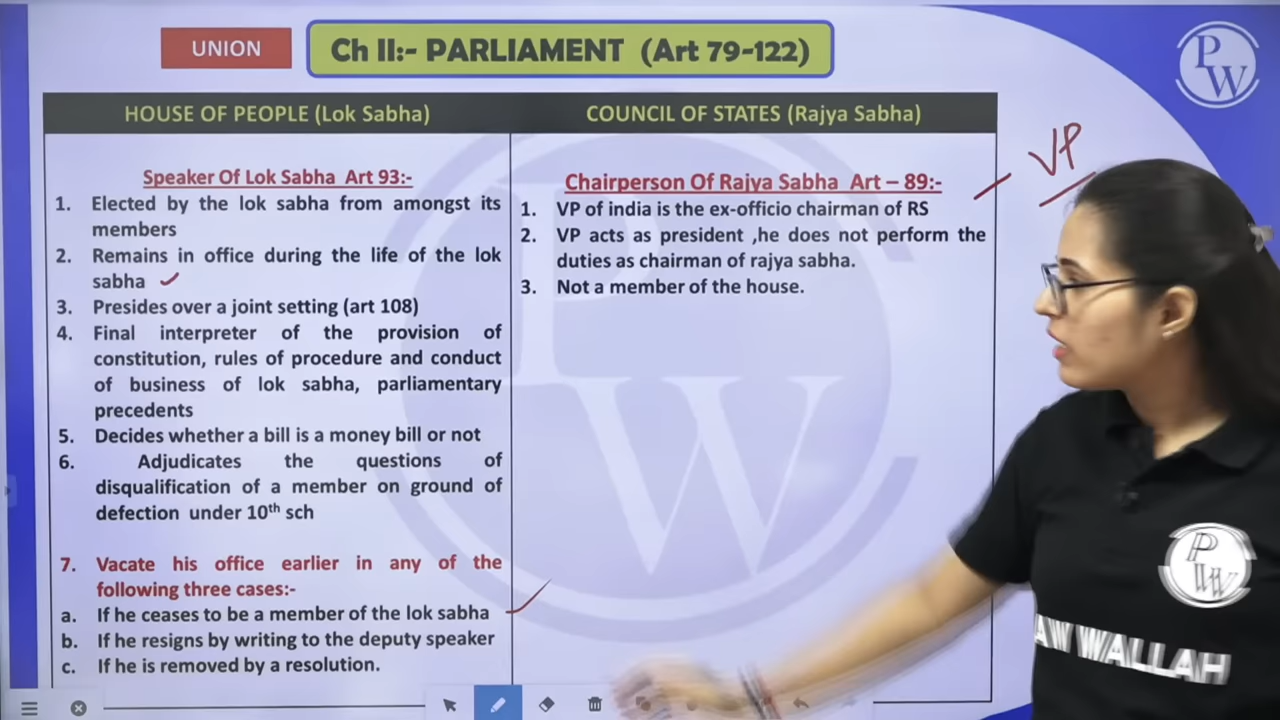 UNION
Ch II:- PARLIAMENT (Art 79-122)
PW
HOUSE OF PEOPLE (Lok Sabha)
COUNCIL OF STATES (Rajya Sabha)
VP
Speaker Of Lok Sabha Art 93:-
1. Elected by the lok sabha from amongst its
members
2. Remains in office during the life of the lok
sabha
3. Presides over a joint setting (art 108)
4. Final interpreter of the provision of
constitution, rules of procedure and conduct
of business of lok sabha, parliamentary
precedents
5. Decides whether a bill is a money bill or not
6. Adjudicates the questions of
disqualification of a member on ground of
defection under 10th sch
7. Vacate his office earlier in any of the
following three cases:-
a. If he ceases to be a member of the lok sabha
b. If he resigns by writing to the deputy speaker
c. If he is removed by a resolution.
Chairperson Of Rajya Sabha Art – 89:-
1. VP of india is the ex-officio chairman of RS
2. VP acts as president ,he does not perform the
duties as chairman of rajya sabha.
3. Not a member of the house.
PW
PW
AW WALLAH